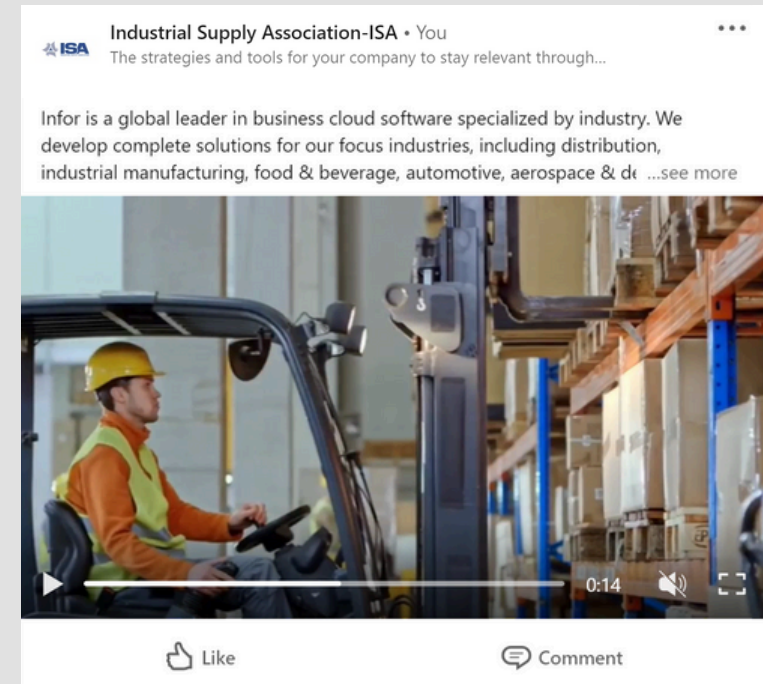 ISA
Industrial Supply Association-ISA • You
The strategies and tools for your company to stay relevant through...
Infor is a global leader in business cloud software specialized by industry. We
develop complete solutions for our focus industries, including distribution,
industrial manufacturing, food & beverage, automotive, aerospace & de ...see more
0:14
Like
Comment